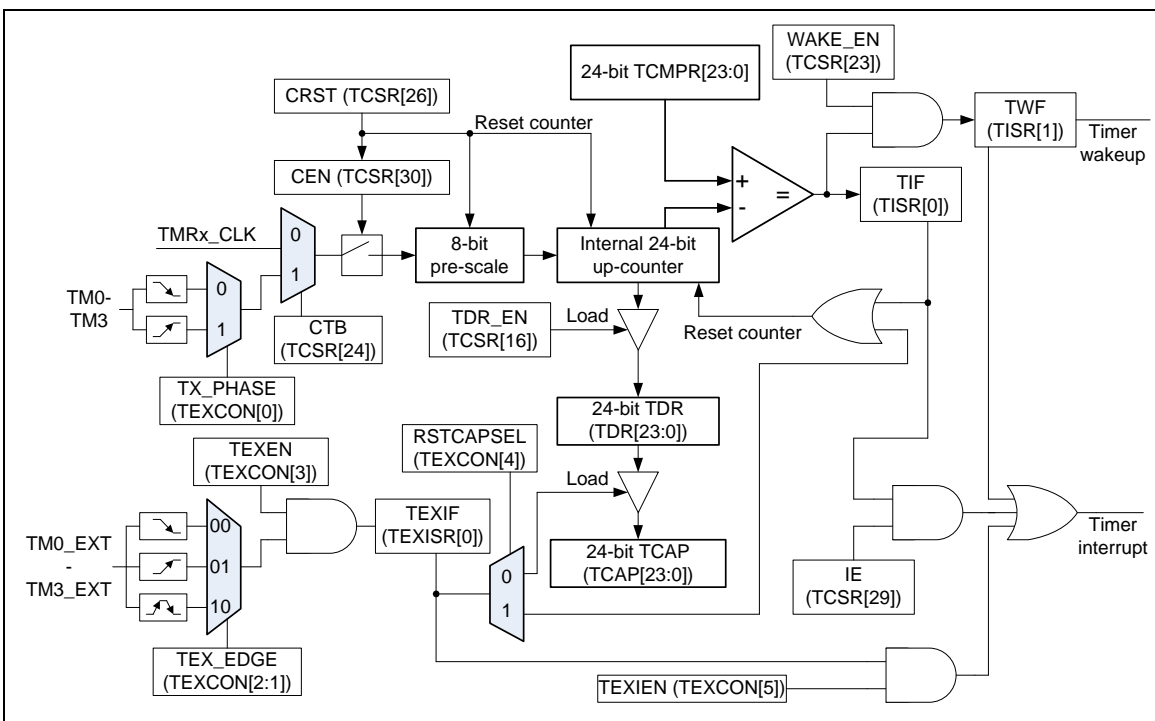 WAKE_EN
(TCSR[23])
24-bit TCMPR[23:0]
CRST (TCSR[26])
Reset counter
TWF
(TISR[1])
Timer
wakeup
CEN (TCSR[30])
+
-
=
TIF
(TISR[0])
TMRx_CLK
0
1
8-bit
pre-scale
Internal 24-bit
up-counter
TM0-
TM3
0
1
CTB
(TCSR[24])
TDR_EN
(TCSR[16])
Load
Reset counter
TX_PHASE
(TEXCON[0])
24-bit TDR
(TDR[23:0])
TEXEN
(TEXCON[3])
RSTCAPSEL
(TEXCON[4])
Load
TM0_EXT
-
TM3_EXT
00
01
10
TEXIF
(TEXISR[0])
0
1
24-bit TCAP
(TCAP[23:0])
Timer
interrupt
IE
(TCSR[29])
TEX_EDGE
(TEXCON[2:1])
TEXIEN (TEXCON[5])